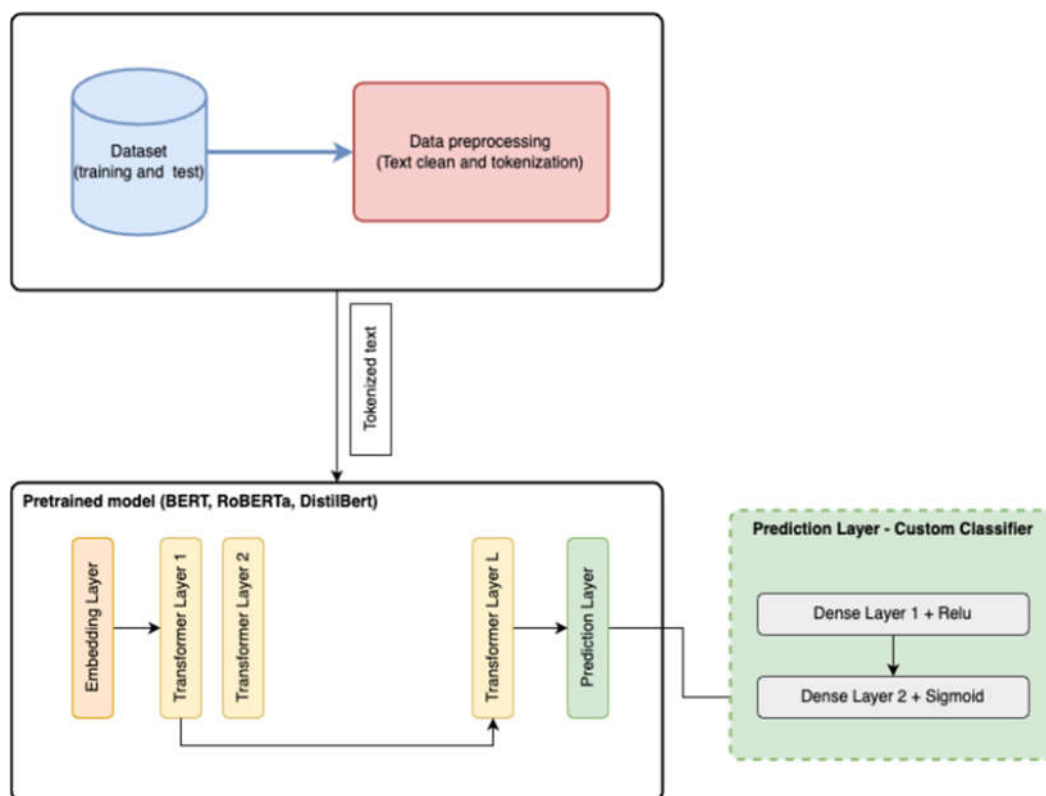 Dataset
(training and test)
Data preprocessing
(Text clean and tokenization)
Tokenized text
Pretrained model (BERT, RoBERTa, DistilBert)
Embedding Layer
Transformer Layer 1
Transformer Layer 2
Transformer Layer L
Prediction Layer
Prediction Layer - Custom Classifier
Dense Layer 1 + Relu
Dense Layer 2 + Sigmoid